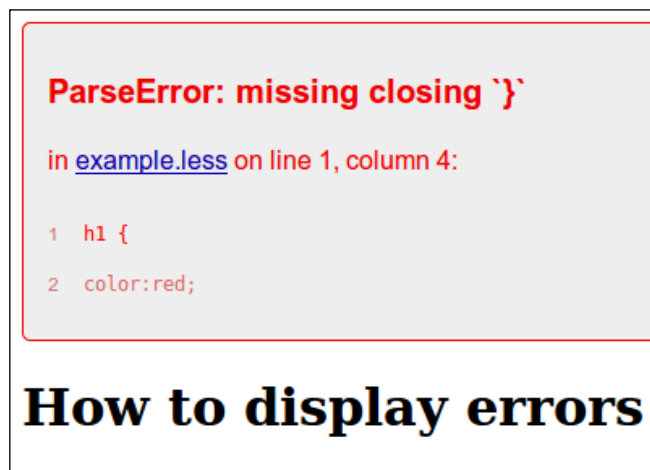 ParseError: missing closing `}`
in example.less on line 1, column 4:
1 h1 {
2 color:red;
How to display errors